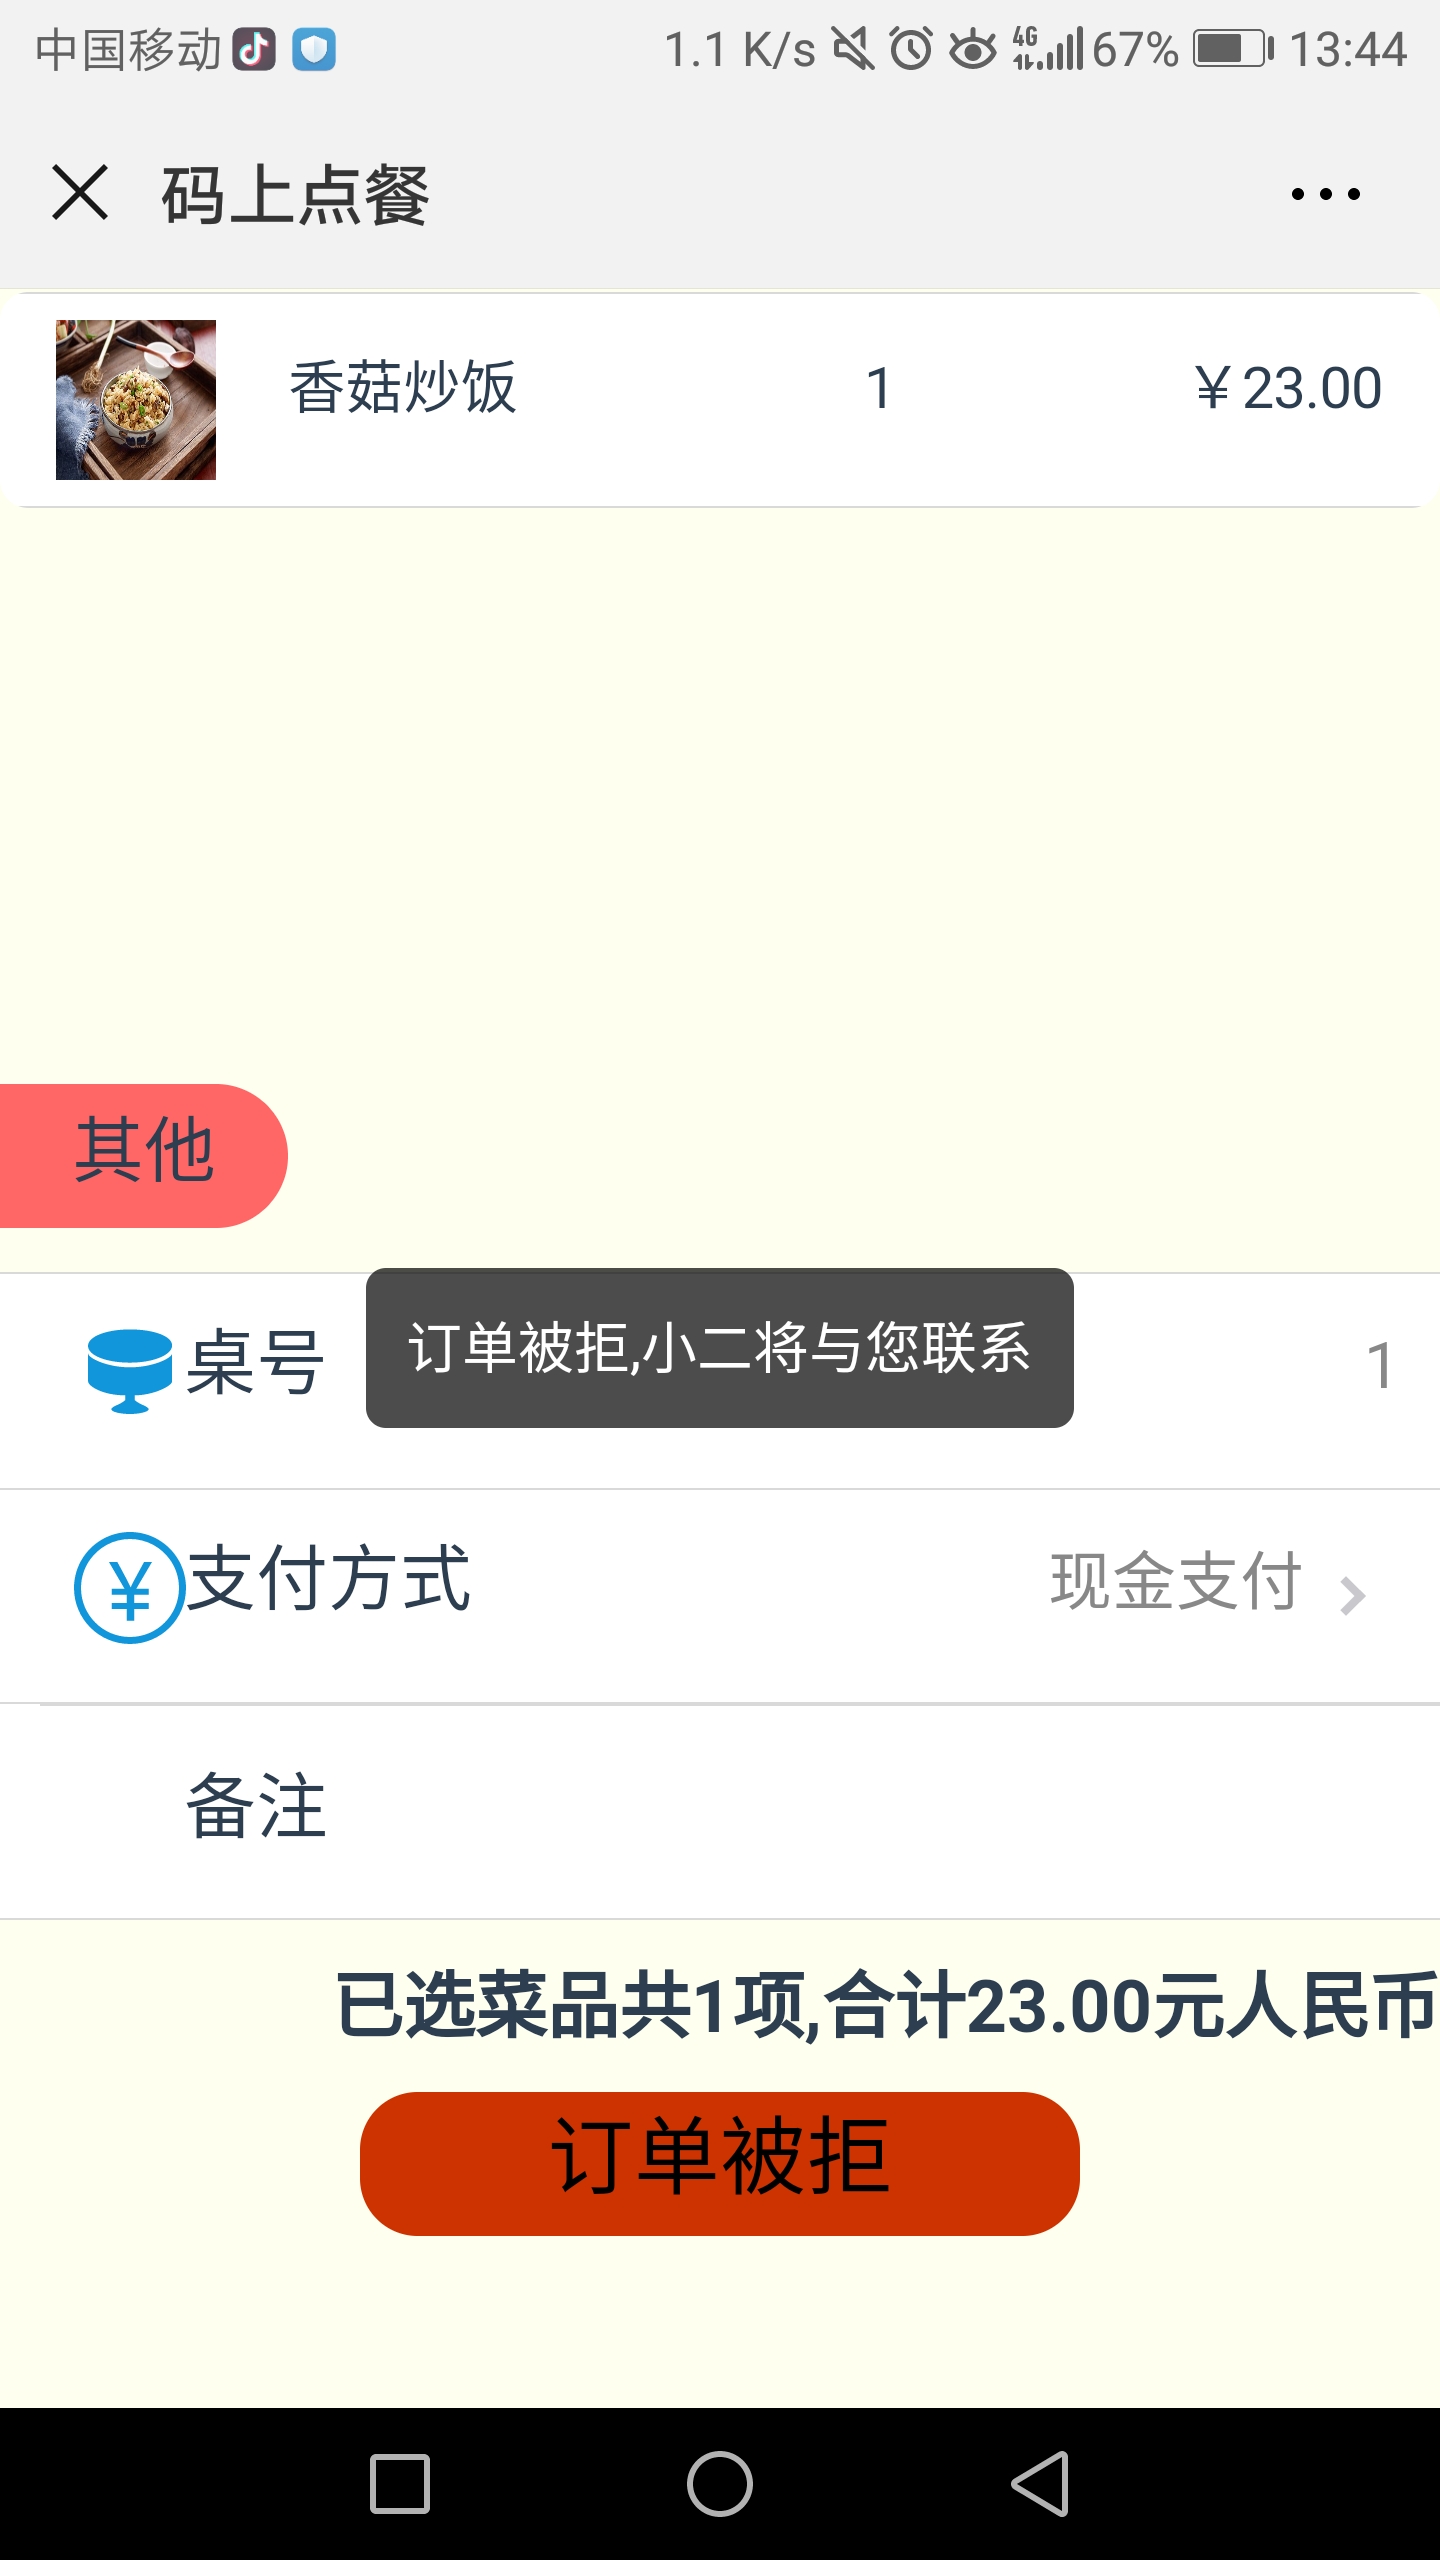 中国移动 1.1 K/s 4G 67% 13:44
码上点餐
香菇炒饭 1 ￥23.00
其他
订单被拒,小二将与您联系
桌号 1
¥ 支付方式 现金支付
备注
已选菜品共1项,合计23.00元人民币
订单被拒